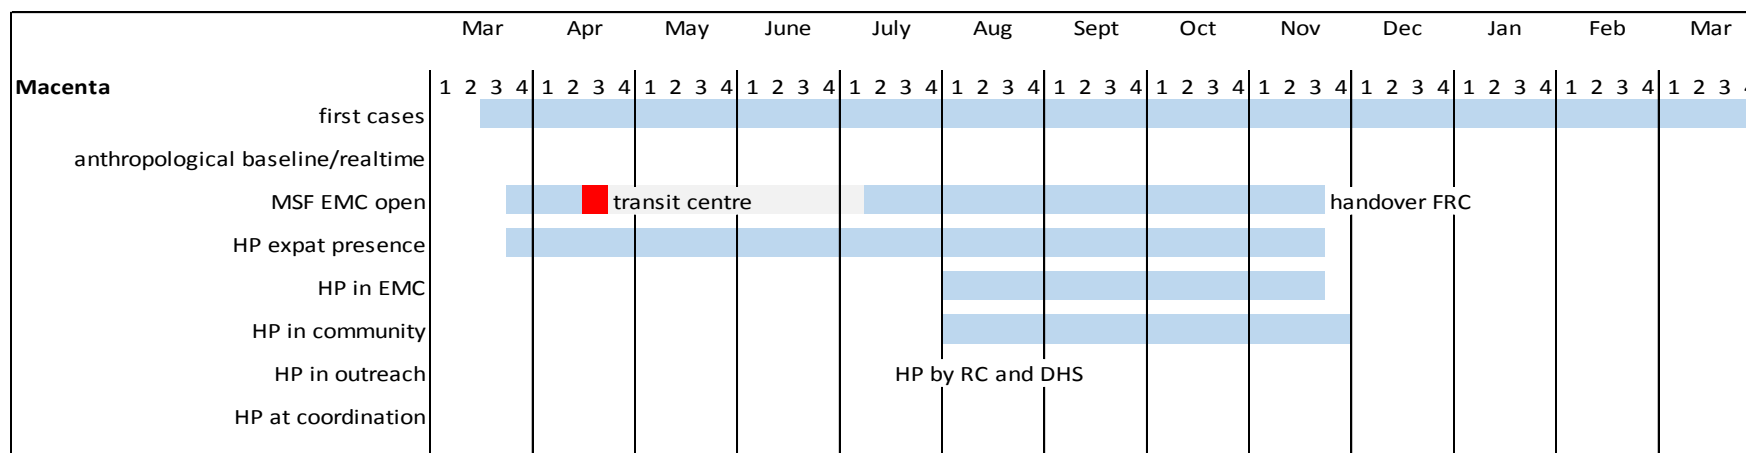 Mar Apr May June July Aug Sept Oct Nov Dec Jan Feb Mar
Macenta 1 2 3 4 1 2 3 4 1 2 3 4 1 2 3 4 1 2 3 4 1 2 3 4 1 2 3 4 1 2 3 4 1 2 3 4 1 2 3 4 1 2 3 4 1 2 3 4 1 2 3 4
first cases
anthropological baseline/realtime
MSF EMC open transit centre handover FRC
HP expat presence
HP in EMC
HP in community
HP in outreach HP by RC and DHS
HP at coordination